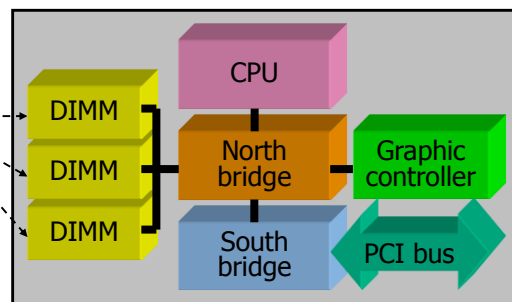 CPU
DIMM
DIMM
DIMM
North
bridge
Graphic
controller
South
bridge
PCI bus